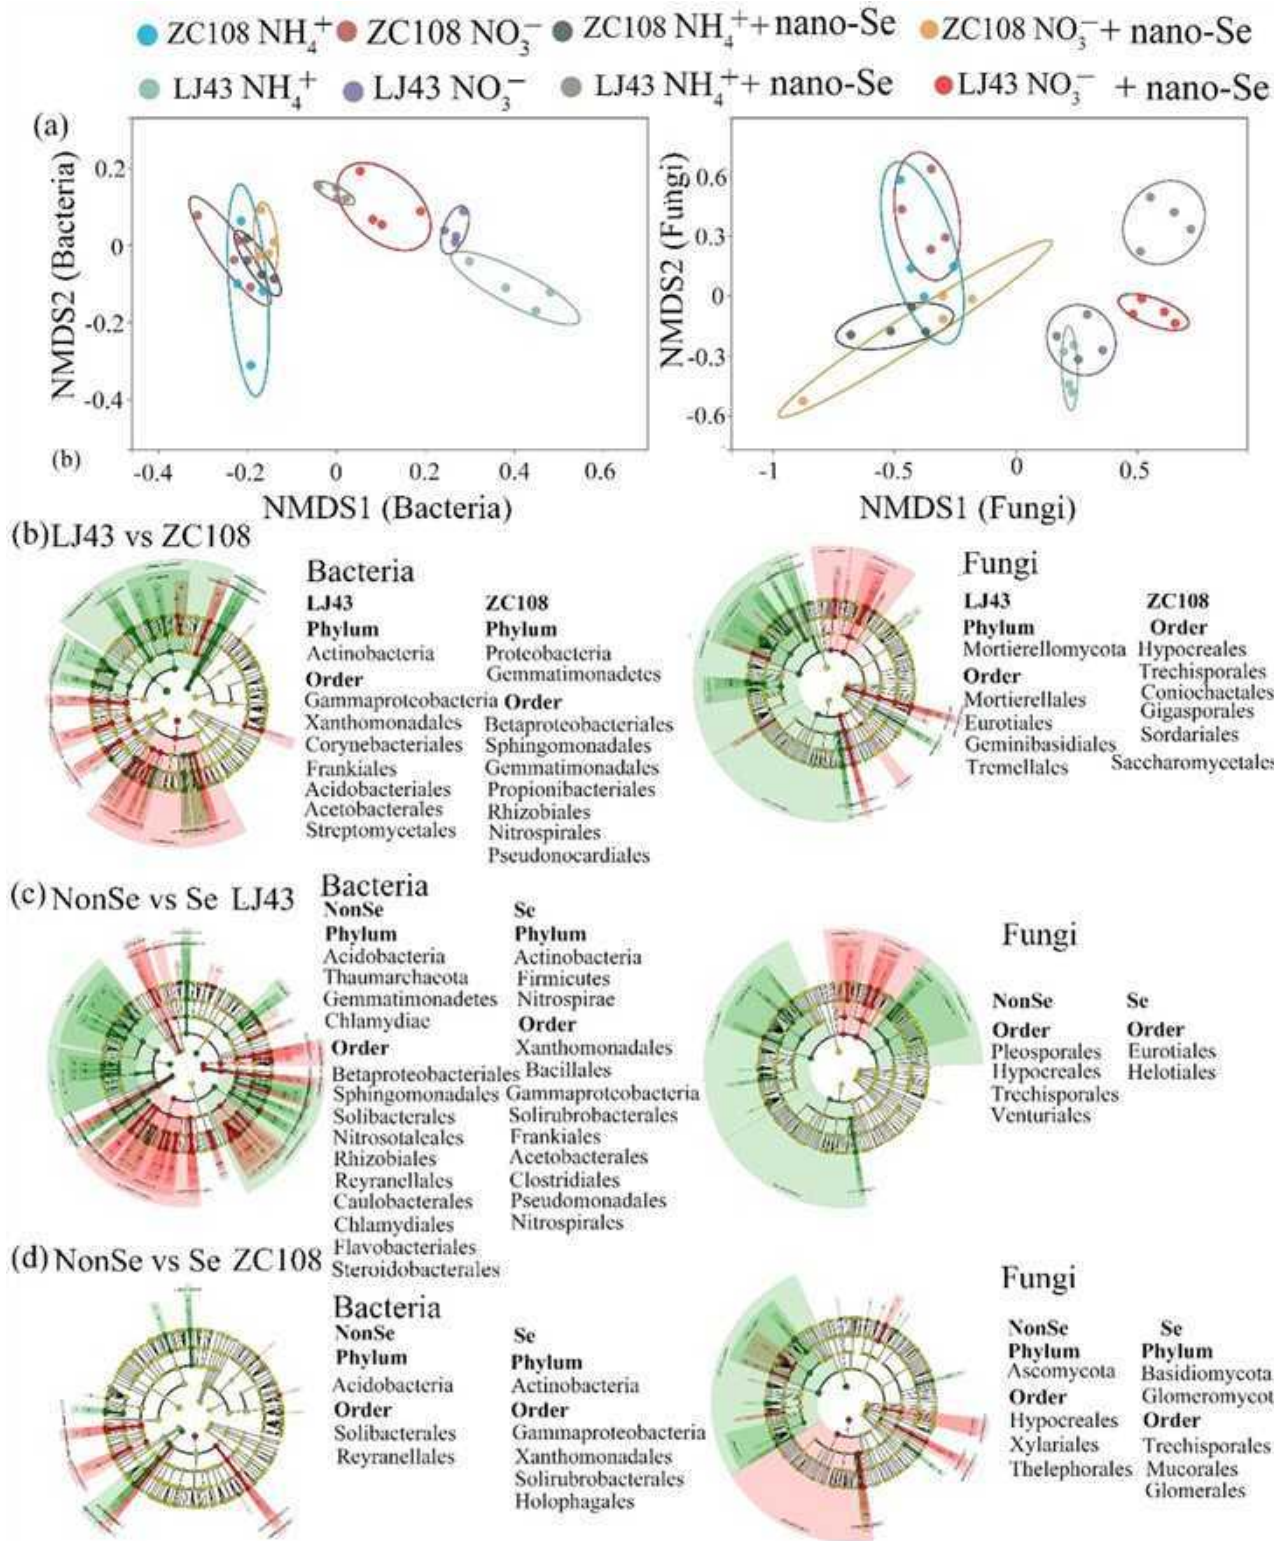 ZC108 NH4+ ZC108 NO3− ZC108 NH4+ + nano-Se ZC108 NO3− + nano-Se
LJ43 NH4+ LJ43 NO3− LJ43 NH4+ + nano-Se LJ43 NO3− + nano-Se
(a)
NMDS2 (Bacteria)
0.2
0
-0.2
-0.4
-0.4 -0.2 0 0.2 0.4 0.6
NMDS1 (Bacteria)
NMDS2 (Fungi)
0.6
0.3
0
-0.3
-0.6
-1 -0.5 0 0.5
NMDS1 (Fungi)
(b)
(b) LJ43 vs ZC108
Bacteria
LJ43
Phylum
Actinobacteria
Order
Gammaproteobacteria
Xanthomonadales
Corynebacteriales
Frankiales
Acidobacteriales
Acetobacterales
Streptomycetales
ZC108
Phylum
Proteobacteria
Gemmatimonadetes
Order
Betaproteobacteriales
Sphingomonadales
Gemmatimonadales
Propionibacteriales
Rhizobiales
Nitrospirales
Pseudonocardiales
Fungi
LJ43
Phylum
Mortierellomycota
Order
Mortierellales
Eurotiales
Geminibasidiales
Tremellales
ZC108
Order
Hypocreales
Trechisporales
Coniochaetales
Gigasporales
Sordariales
Saccharomycetales
(c) NonSe vs Se LJ43
Bacteria
NonSe
Phylum
Acidobacteria
Thaumarchaeota
Gemmatimonadetes
Chlamydiae
Order
Betaproteobacteriales
Sphingomonadales
Solibacterales
Nitrosotaleales
Rhizobiales
Reyranellales
Caulobacterales
Chlamydiales
Flavobacteriales
Steroidobacterales
Se
Phylum
Actinobacteria
Firmicutes
Nitrospirae
Order
Xanthomonadales
Bacillales
Gammaproteobacteria
Solirubrobacterales
Frankiales
Acetobacterales
Clostridiales
Pseudomonadales
Nitrospirales
Fungi
NonSe
Order
Pleosporales
Hypocreales
Trechisporales
Venturiales
Se
Order
Eurotiales
Helotiales
(d) NonSe vs Se ZC108
Bacteria
NonSe
Phylum
Acidobacteria
Order
Solibacterales
Reyranellales
Se
Phylum
Actinobacteria
Order
Gammaproteobacteria
Xanthomonadales
Solirubrobacterales
Holophagales
Fungi
NonSe
Phylum
Ascomycota
Order
Hypocreales
Xylariales
Thelephorales
Se
Phylum
Basidiomycota
Glomeromycot
Order
Trechisporales
Mucorales
Glomerales